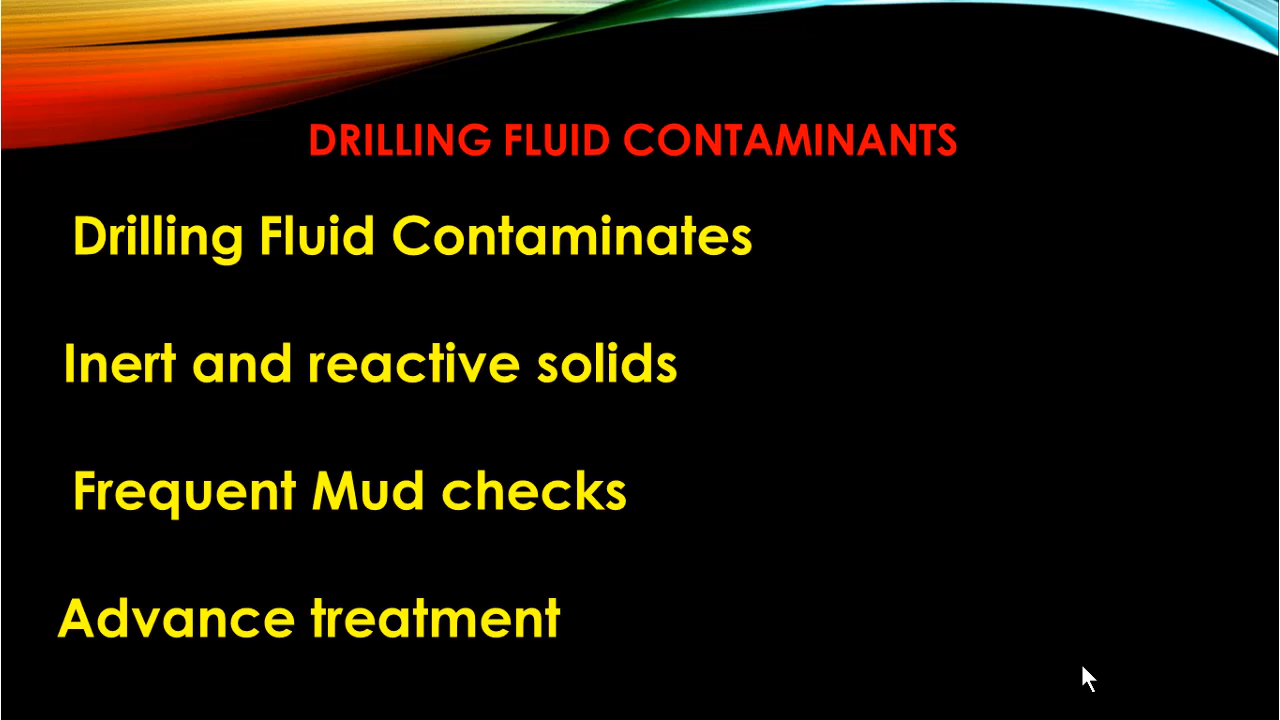 DRILLING FLUID CONTAMINANTS
Drilling Fluid Contaminates
Inert and reactive solids
Frequent Mud checks
Advance treatment